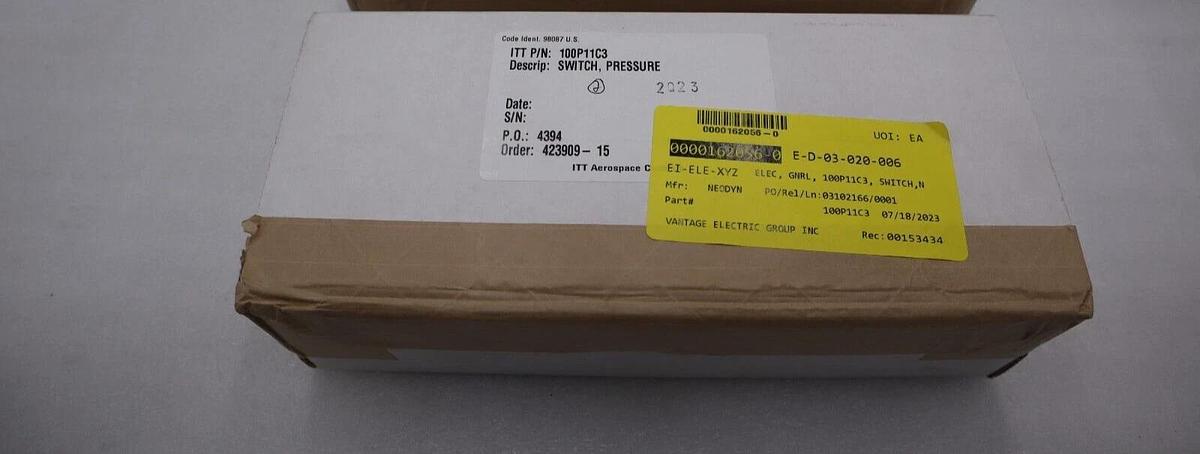 Code Ident. 98087 U.S.
ITT P/N: 100P11C3
Descrip: SWITCH, PRESSURE
2 2023
Date:
S/N:
P.O.: 4394
Order: 423909-15
ITT Aerospace C
0000162056-0
UOI: EA
0000162056-0 E-D-03-020-006
EI-ELE-XYZ ELEC, GNRL, 100P11C3, SWITCH,N
Mfr: NEODYN PO/Rel/Ln:03102166/0001
Part# 100P11C3 07/18/2023
VANTAGE ELECTRIC GROUP INC Rec:00153434